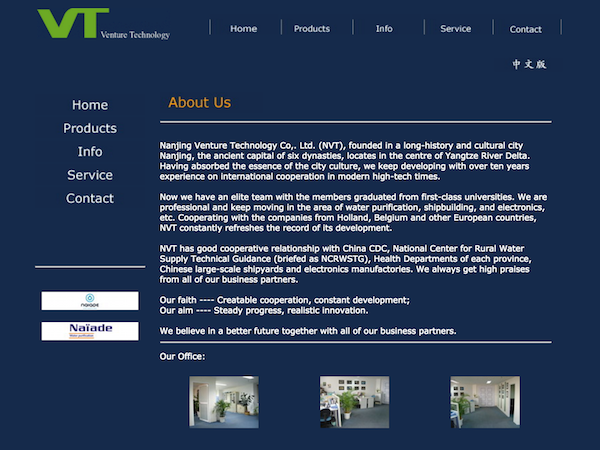 VT Venture Technology
Home Products Info Service Contact
中文版
Home
Products
Info
Service
Contact
naiade
Naïade
Water purification
About Us
Nanjing Venture Technology Co,. Ltd. (NVT), founded in a long-history and cultural city
Nanjing, the ancient capital of six dynasties, locates in the centre of Yangtze River Delta.
Having absorbed the essence of the city culture, we keep developing with over ten years
experience on international cooperation in modern high-tech times.
Now we have an elite team with the members graduated from first-class universities. We are
professional and keep moving in the area of water purification, shipbuilding, and electronics,
etc. Cooperating with the companies from Holland, Belgium and other European countries,
NVT constantly refreshes the record of its development.
NVT has good cooperative relationship with China CDC, National Center for Rural Water
Supply Technical Guidance (briefed as NCRWSTG), Health Departments of each province,
Chinese large-scale shipyards and electronics manufactories. We always get high praises
from all of our business partners.
Our faith ---- Creatable cooperation, constant development;
Our aim ---- Steady progress, realistic innovation.
We believe in a better future together with all of our business partners.
Our Office: